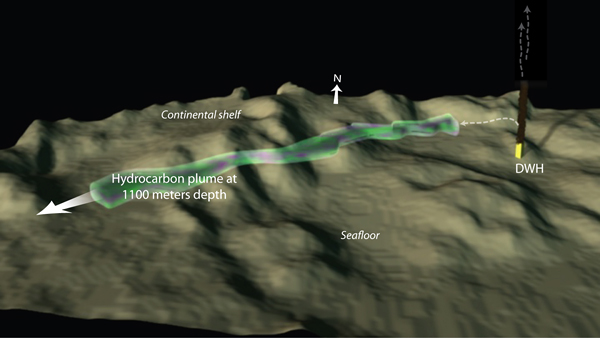 N
Continental shelf
DWH
Hydrocarbon plume at
1100 meters depth
Seafloor